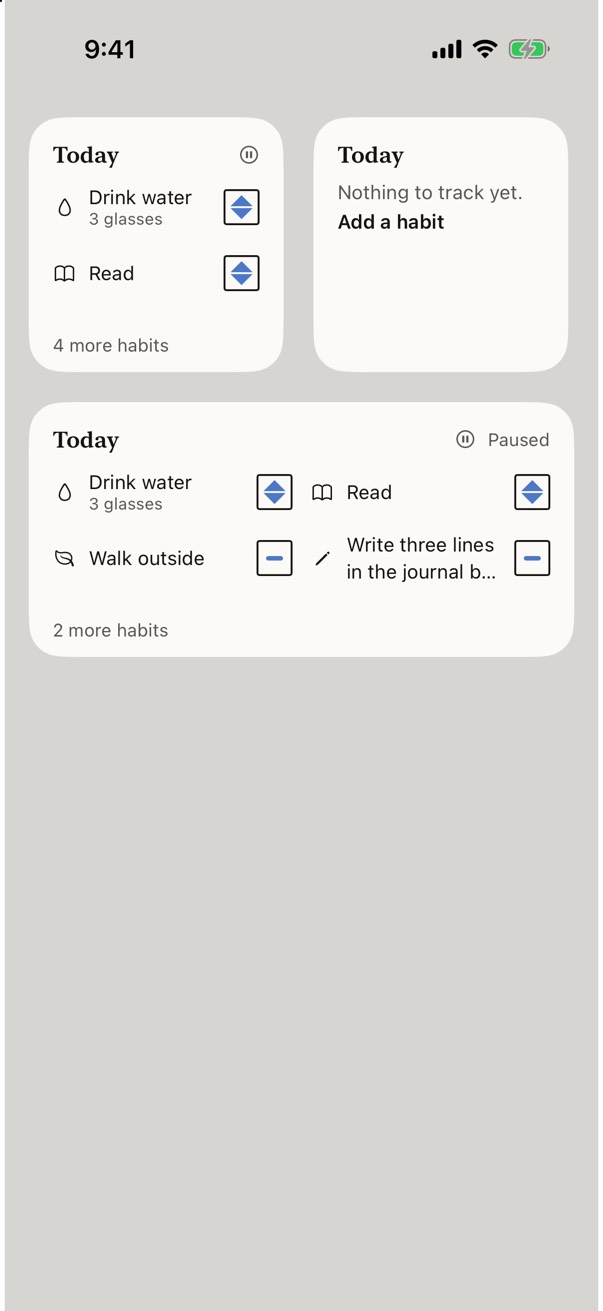 9:41
Today
Drink water
3 glasses
Read
4 more habits
Today
Nothing to track yet.
Add a habit
Today
Paused
Drink water
3 glasses
Read
Walk outside
Write three lines
in the journal b...
2 more habits